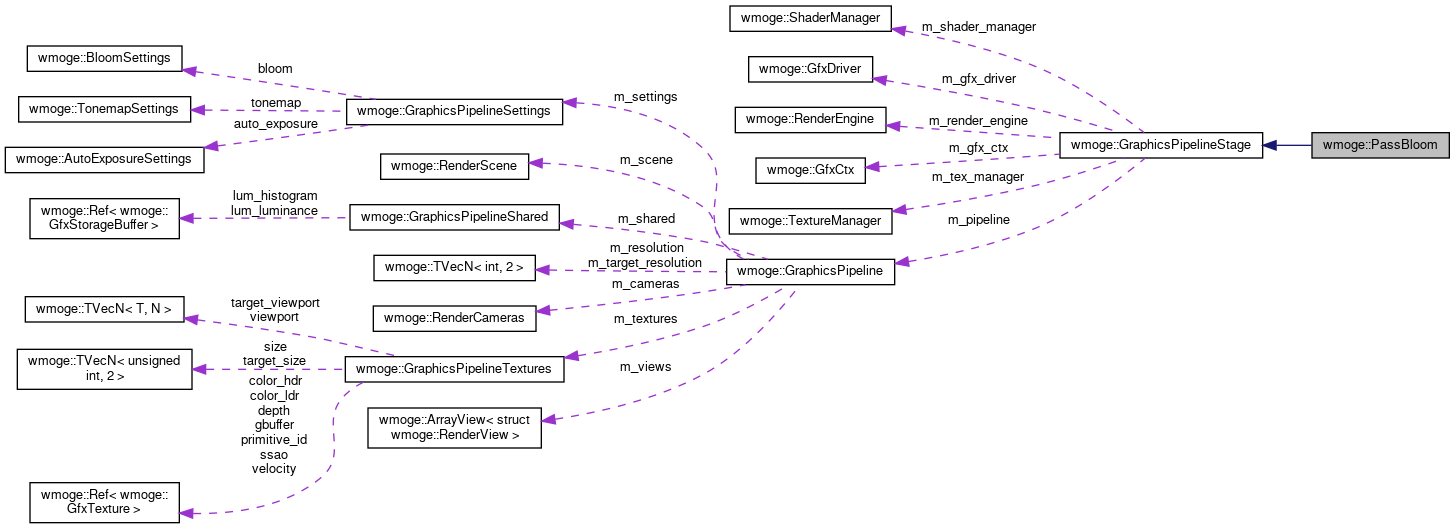 wmoge::ShaderManager
m_shader_manager
wmoge::BloomSettings
bloom
wmoge::GfxDriver
m_gfx_driver
wmoge::TonemapSettings
tonemap
wmoge::GraphicsPipelineSettings
m_settings
wmoge::RenderEngine
m_render_engine
auto_exposure
wmoge::AutoExposureSettings
wmoge::RenderScene
m_scene
wmoge::GfxCtx
m_gfx_ctx
wmoge::GraphicsPipelineStage
wmoge::PassBloom
m_tex_manager
wmoge::Ref< wmoge::
GfxStorageBuffer >
lum_histogram
lum_luminance
wmoge::GraphicsPipelineShared
m_shared
wmoge::TextureManager
m_pipeline
wmoge::TVecN< int, 2 >
m_resolution
m_target_resolution
wmoge::GraphicsPipeline
wmoge::TVecN< T, N >
target_viewport
viewport
wmoge::RenderCameras
m_cameras
m_textures
wmoge::TVecN< unsigned
int, 2 >
size
target_size
wmoge::GraphicsPipelineTextures
m_views
color_hdr
color_ldr
depth
gbuffer
primitive_id
ssao
velocity
wmoge::ArrayView< struct
wmoge::RenderView >
wmoge::Ref< wmoge::
GfxTexture >